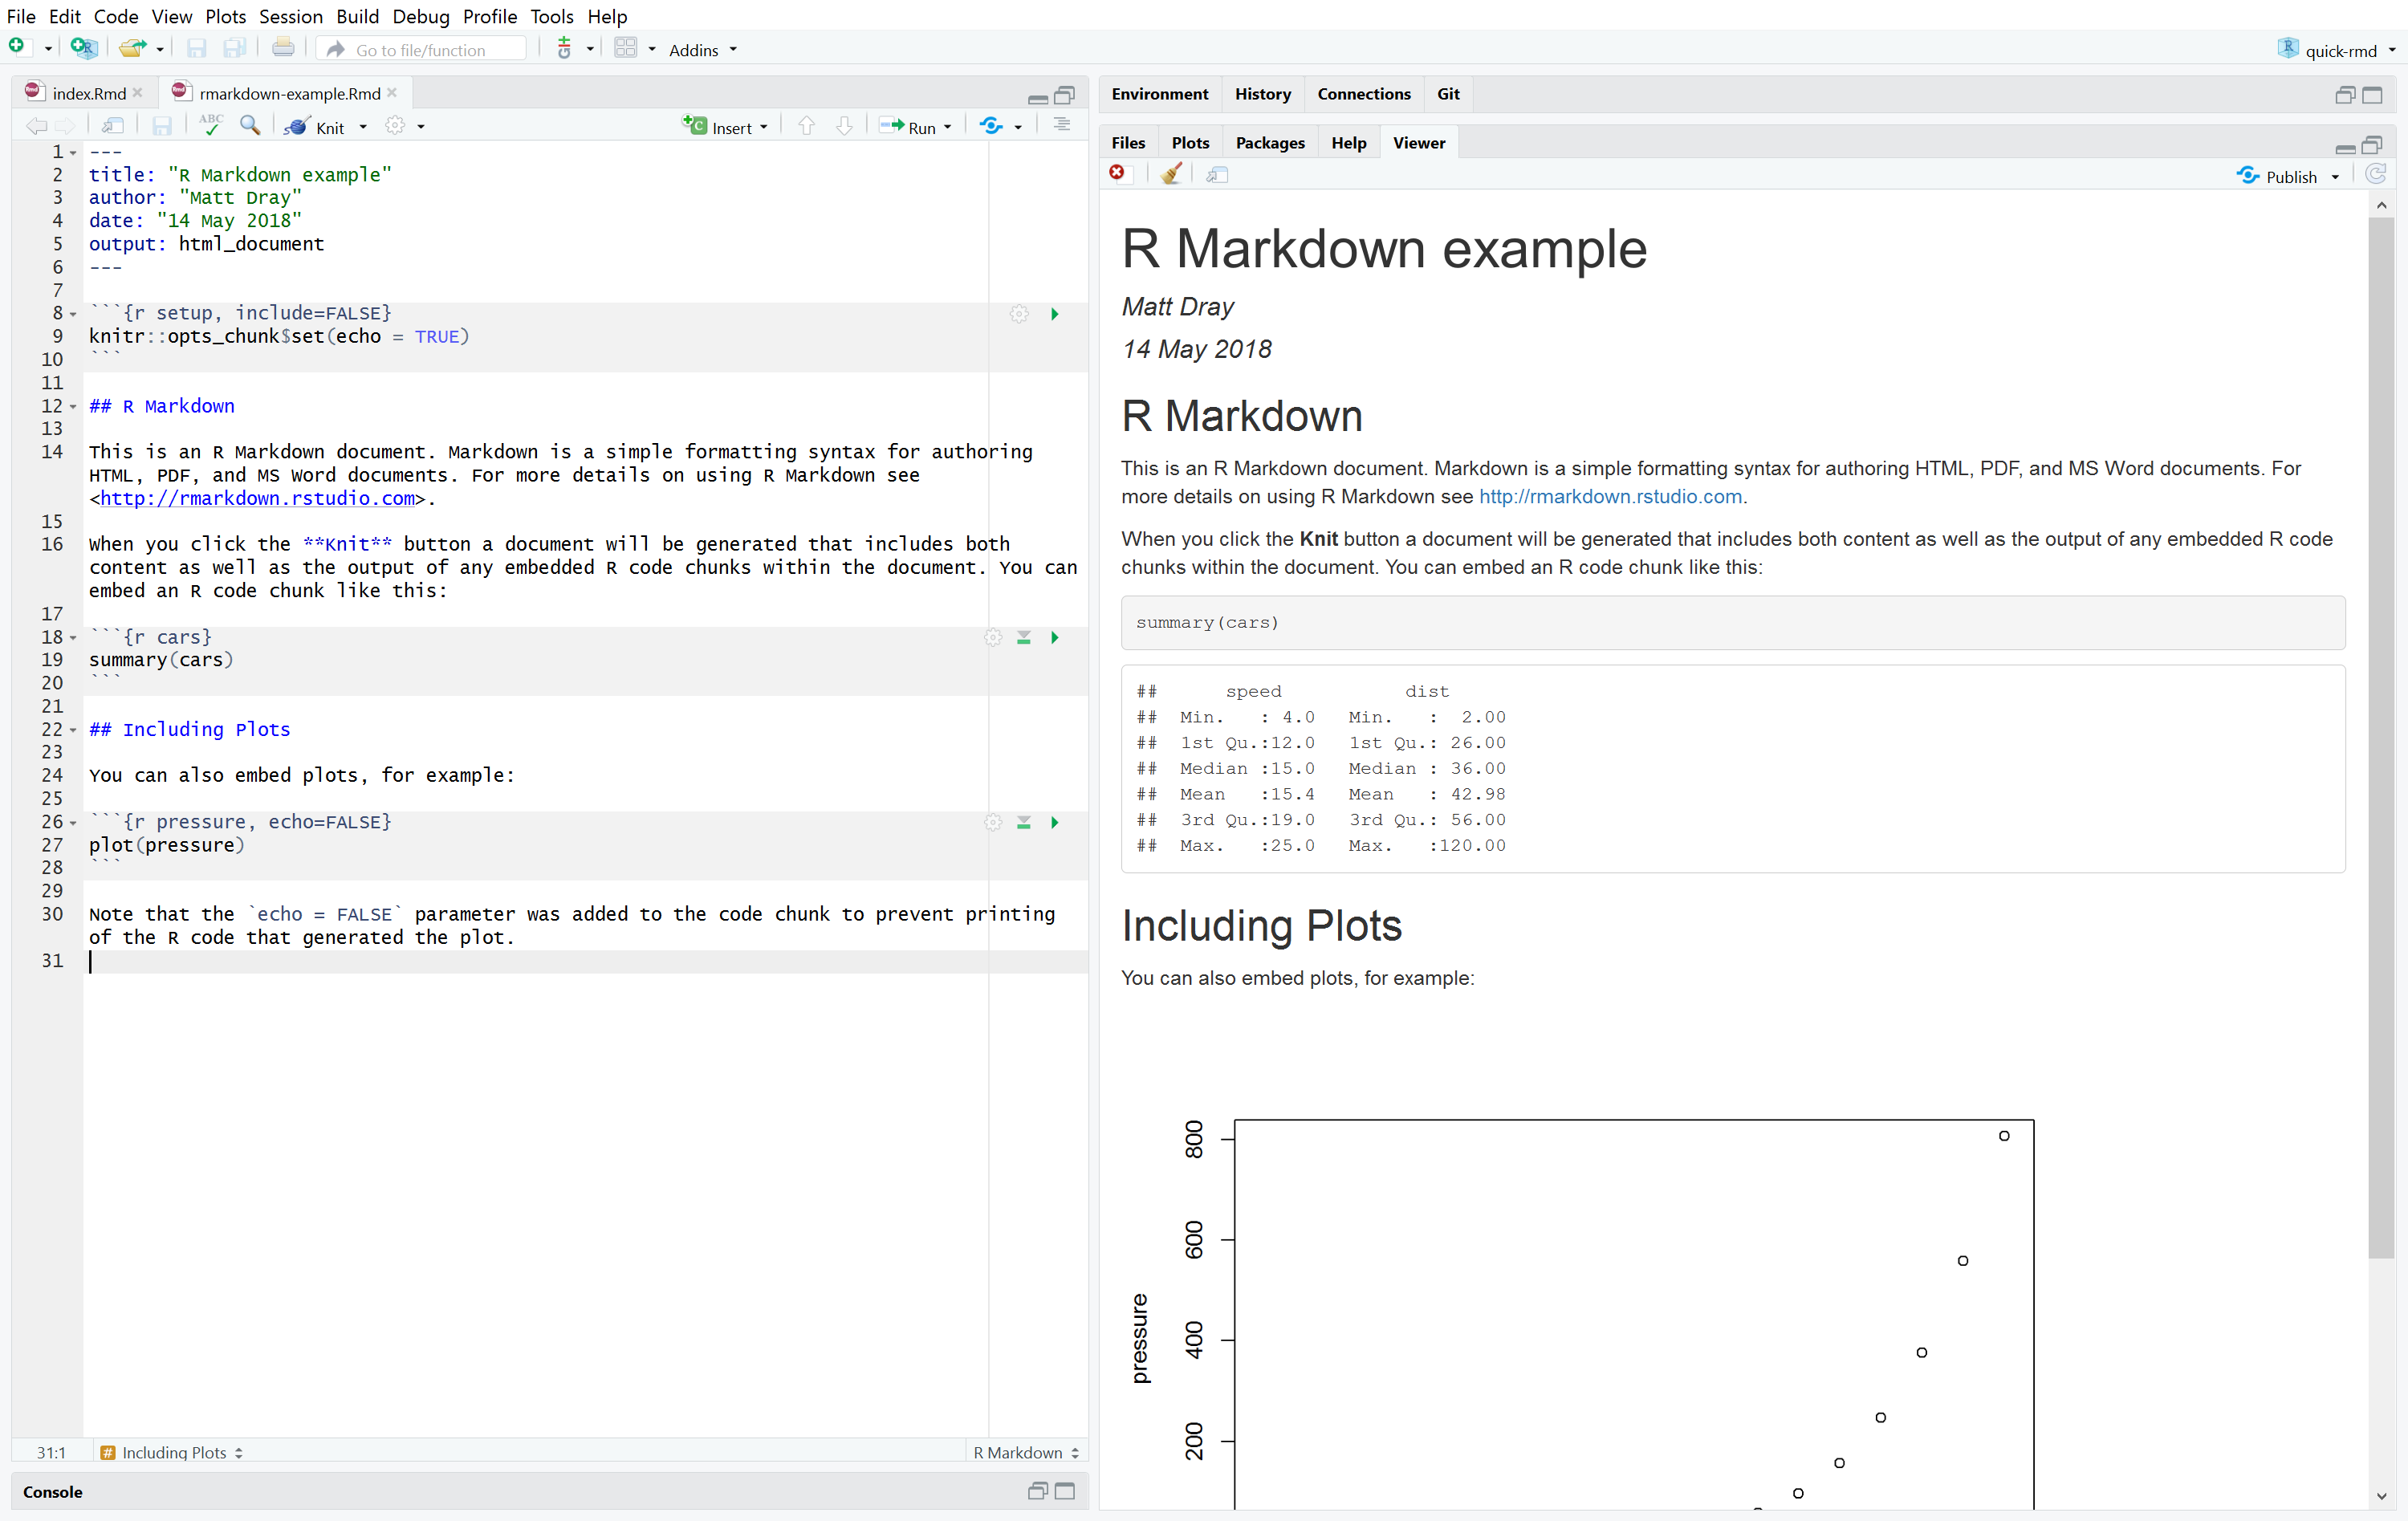 File Edit Code View Plots Session Build Debug Profile Tools Help
Go to file/function Addins quick-rmd
index.Rmd rmarkdown-example.Rmd
ABC Knit Insert Run
1 ---
2 title: "R Markdown example"
3 author: "Matt Dray"
4 date: "14 May 2018"
5 output: html_document
6 ---
7
8 ```{r setup, include=FALSE}
9 knitr::opts_chunk$set(echo = TRUE)
10 ```
11
12 ## R Markdown
13
14 This is an R Markdown document. Markdown is a simple formatting syntax for authoring
HTML, PDF, and MS Word documents. For more details on using R Markdown see
<http://rmarkdown.rstudio.com>.
15
16 When you click the **Knit** button a document will be generated that includes both
content as well as the output of any embedded R code chunks within the document. You can
embed an R code chunk like this:
17
18 ```{r cars}
19 summary(cars)
20 ```
21
22 ## Including Plots
23
24 You can also embed plots, for example:
25
26 ```{r pressure, echo=FALSE}
27 plot(pressure)
28 ```
29
30 Note that the `echo = FALSE` parameter was added to the code chunk to prevent printing
of the R code that generated the plot.
31
31:1 # Including Plots R Markdown
Console
Environment History Connections Git
Files Plots Packages Help Viewer
Publish
R Markdown example
Matt Dray
14 May 2018
R Markdown
This is an R Markdown document. Markdown is a simple formatting syntax for authoring HTML, PDF, and MS Word documents. For
more details on using R Markdown see http://rmarkdown.rstudio.com.
When you click the Knit button a document will be generated that includes both content as well as the output of any embedded R code
chunks within the document. You can embed an R code chunk like this:
summary(cars)
##      speed           dist
##  Min.   : 4.0   Min.   :  2.00
##  1st Qu.:12.0   1st Qu.: 26.00
##  Median :15.0   Median : 36.00
##  Mean   :15.4   Mean   : 42.98
##  3rd Qu.:19.0   3rd Qu.: 56.00
##  Max.   :25.0   Max.   :120.00
Including Plots
You can also embed plots, for example:
800
600
400
200
pressure